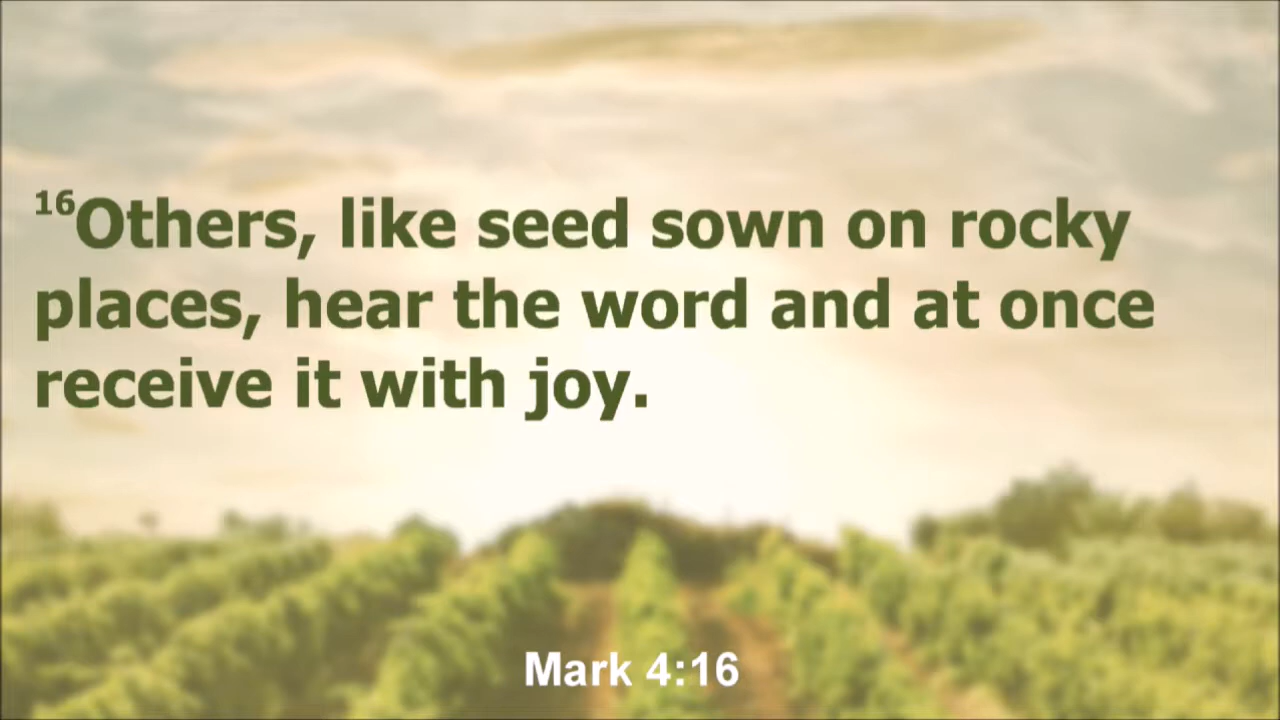 16Others, like seed sown on rocky
places, hear the word and at once
receive it with joy.
Mark 4:16